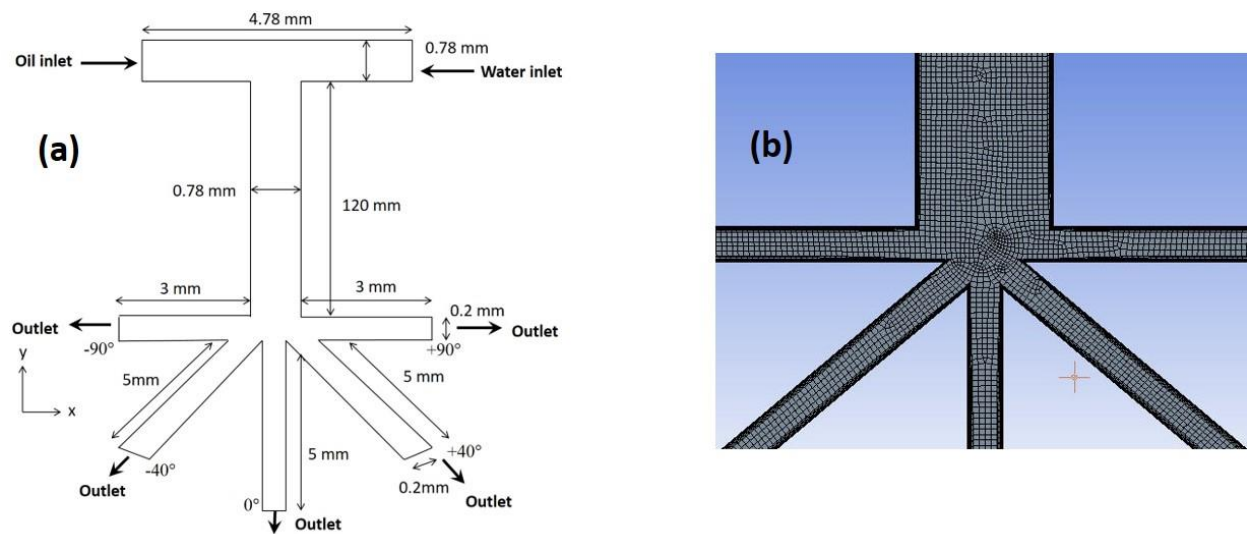 4.78 mm
Oil inlet
0.78 mm
Water inlet
(a)
(b)
0.78 mm
120 mm
3 mm
3 mm
0.2 mm
Outlet
Outlet
-90°
+90°
y
x
5mm
5 mm
5 mm
-40°
+40°
0.2mm
Outlet
Outlet
0°
Outlet